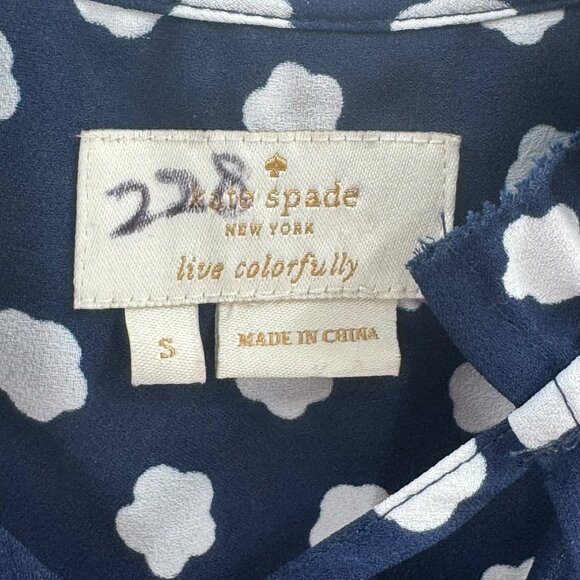 228
kate spade
NEW YORK
live colorfully
S
MADE IN CHINA